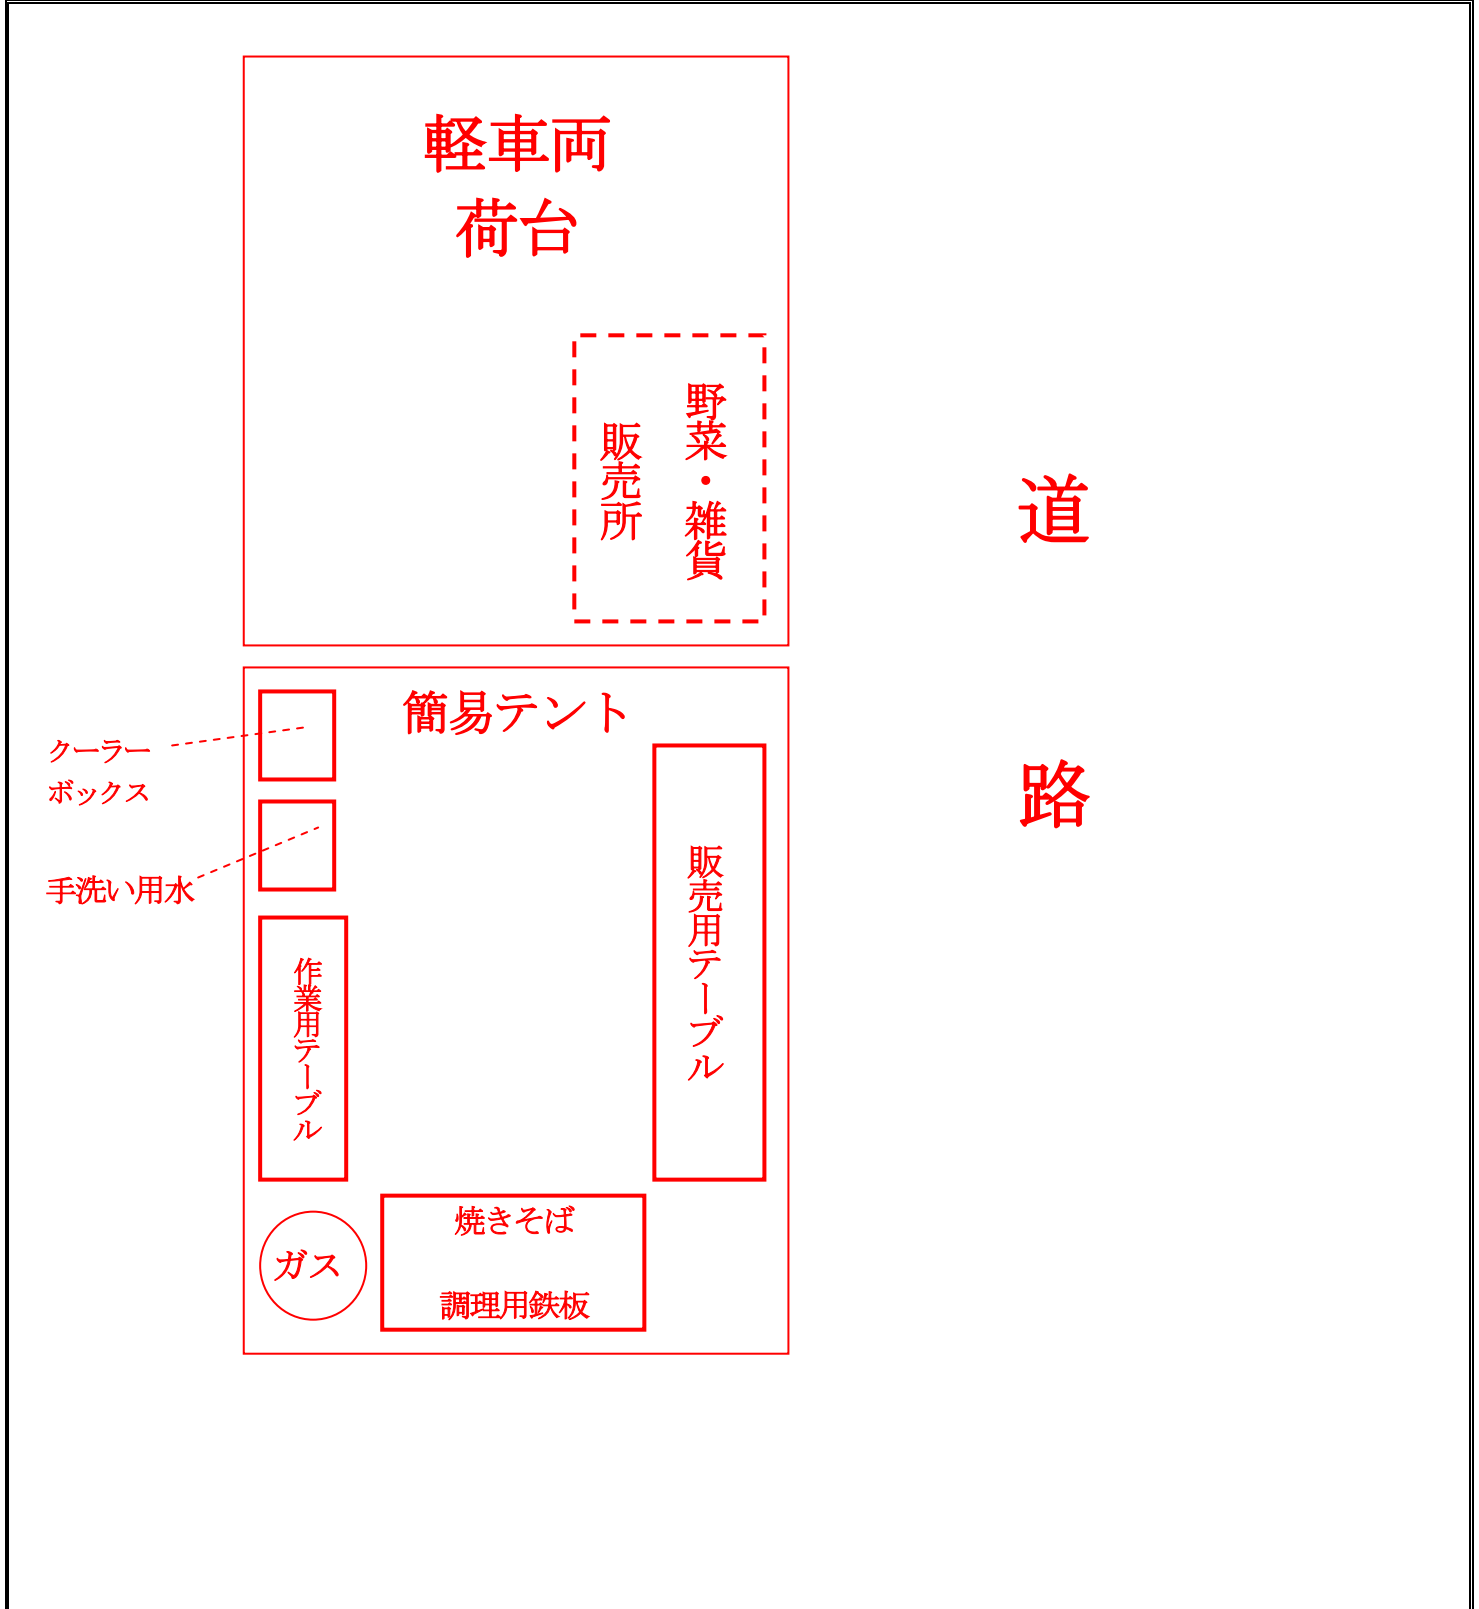 軽車両
荷台
野菜・雑貨
販売所
道
路
簡易テント
クーラー
ボックス
手洗い用水
販売用テーブル
作業用テーブル
ガス
焼きそば
調理用鉄板